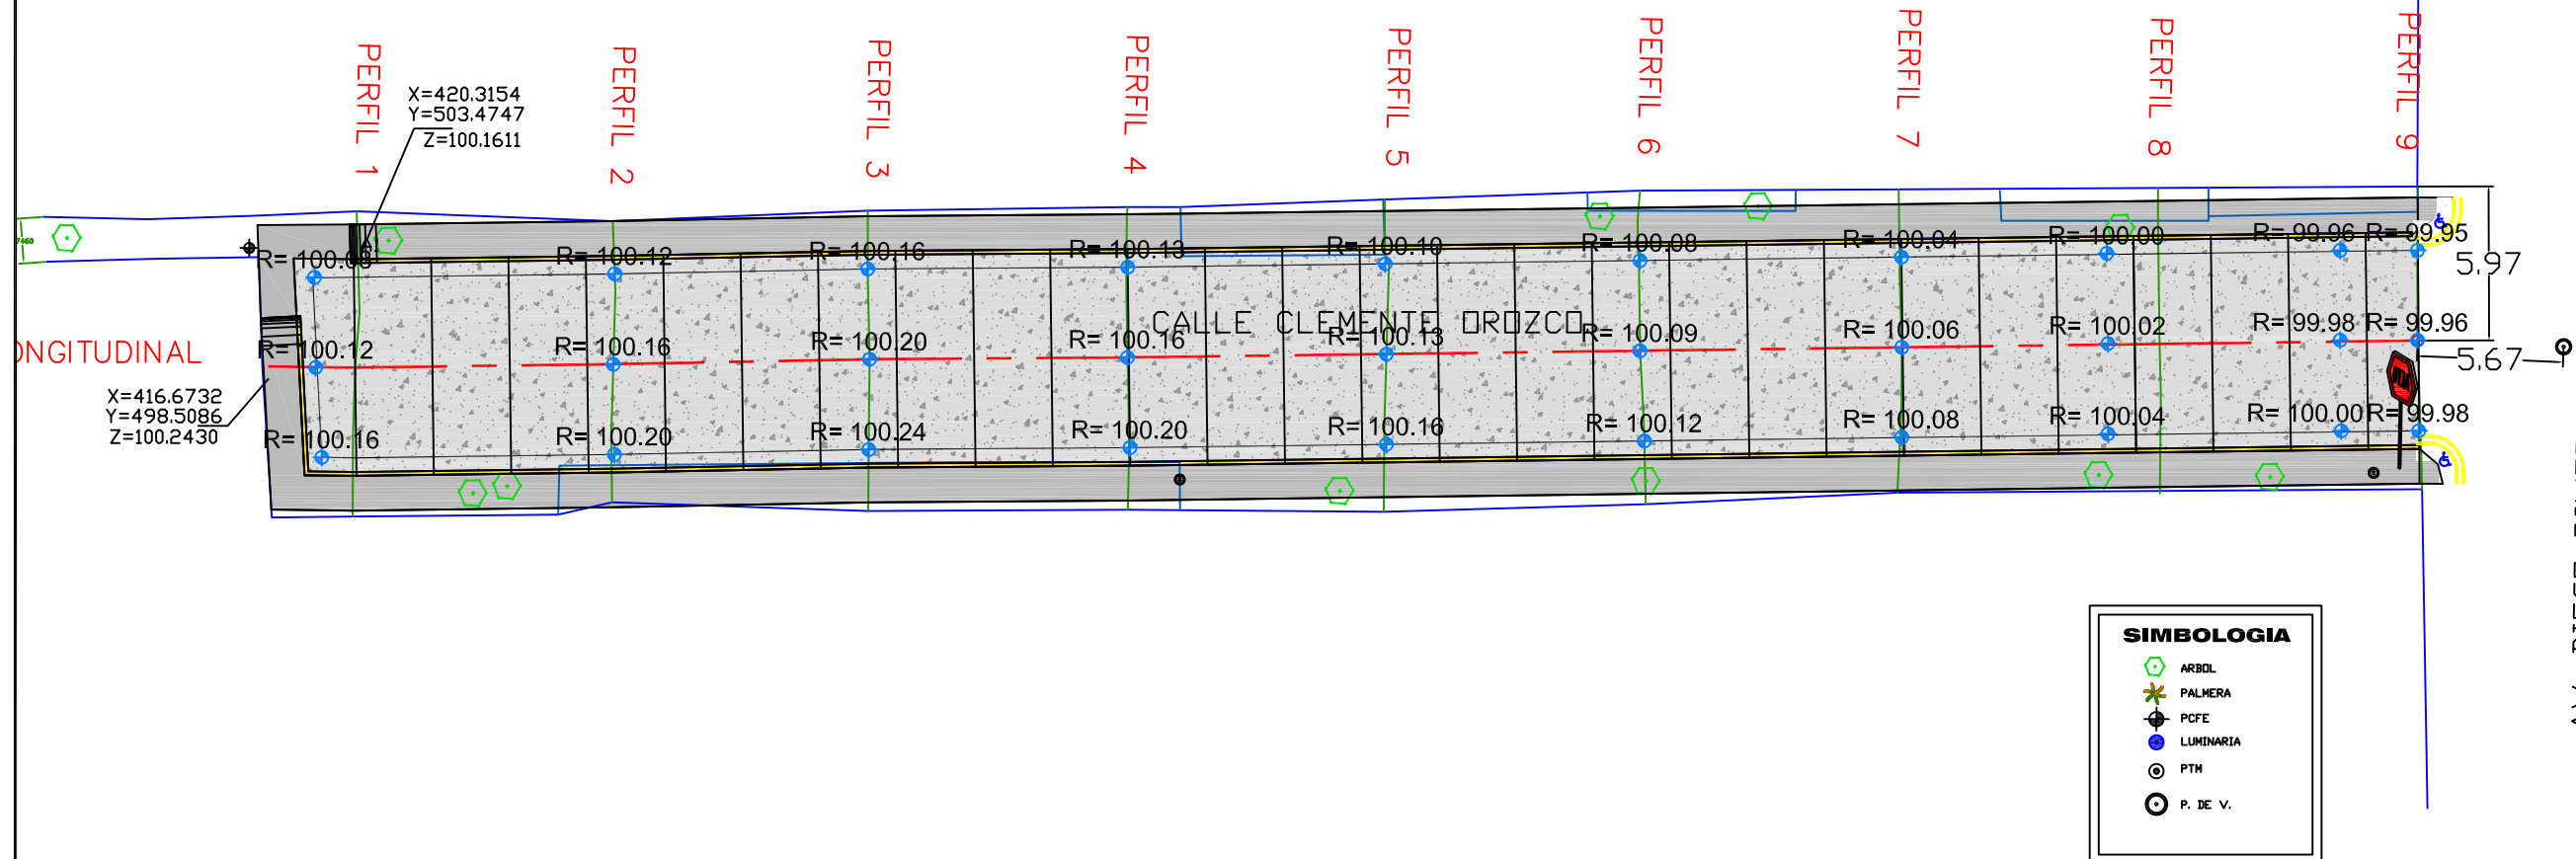 PERFIL 1
PERFIL 2
PERFIL 3
PERFIL 4
PERFIL 5
PERFIL 6
PERFIL 7
PERFIL 8
PERFIL 9
X=420.3154
Y=503.4747
Z=100.1611
R= 100.08
R= 100.12
R= 100.16
R= 100.13
R= 100.10
R= 100.08
R= 100.04
R= 100.00
R= 99.96
R= 99.95
5.97
CALLE CLEMENTE OROZCO
ONGITUDINAL
R= 100.12
R= 100.16
R= 100.20
R= 100.16
R= 100.13
R= 100.09
R= 100.06
R= 100.02
R= 99.98
R= 99.96
5.67
X=416.6732
Y=498.5086
Z=100.2430
R= 100.16
R= 100.20
R= 100.24
R= 100.20
R= 100.16
R= 100.12
R= 100.08
R= 100.04
R= 100.00
R= 99.98
SIMBOLOGIA
ARBOL
PALMERA
PCFE
LUMINARIA
PTM
P. DE V.